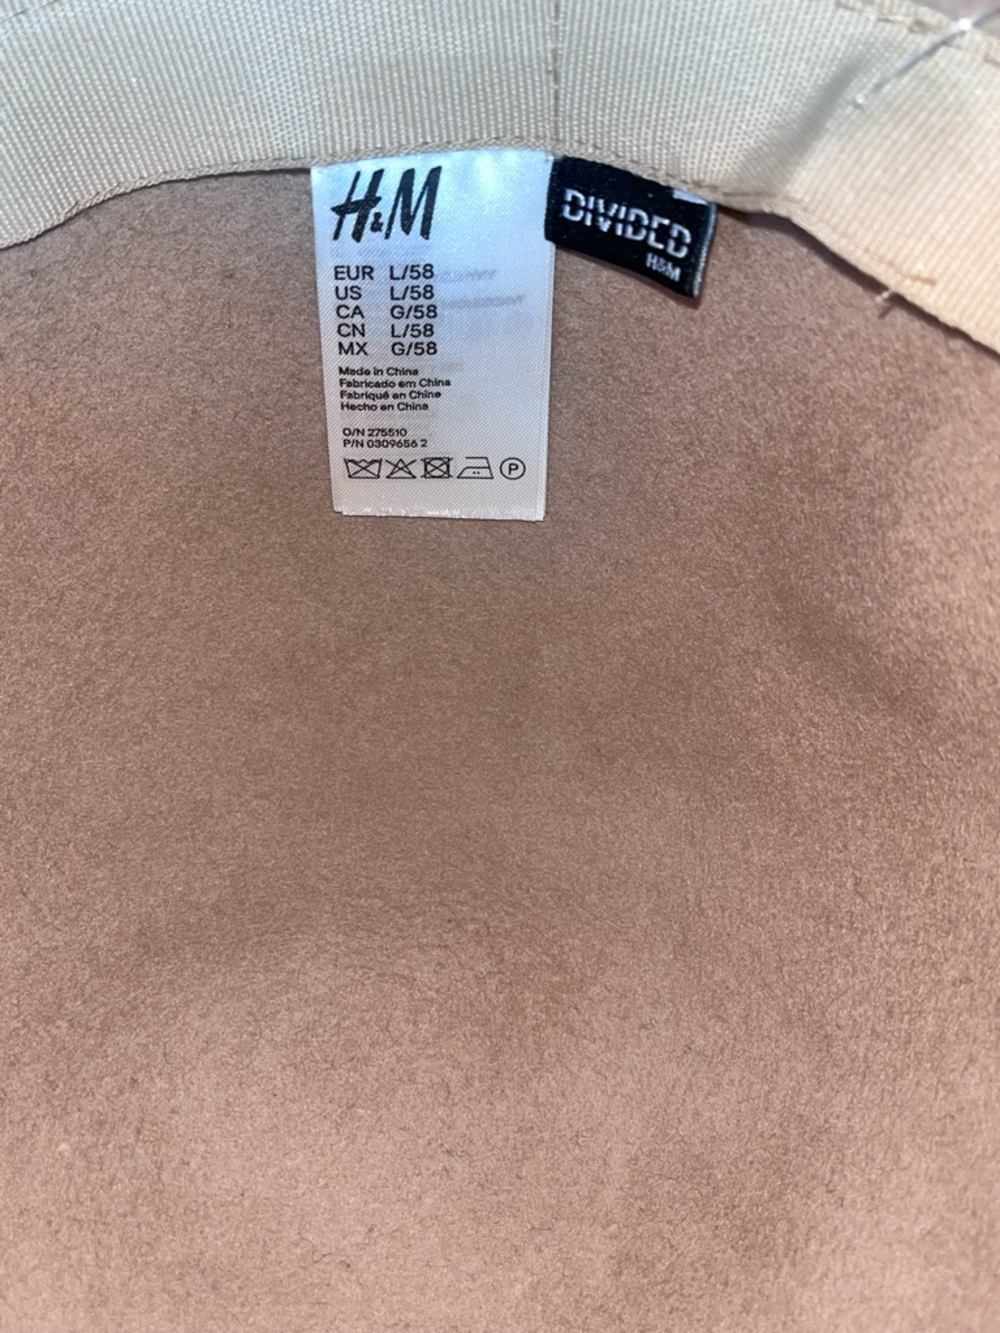 H&M
EUR L/58
US L/58
CA G/58
CN L/58
MX G/58
Made in China
Fabricado em China
Fabriqué en Chine
Hecho en China
O/N 275510
P/N 0309656 2
P
DIVIDED
H&M